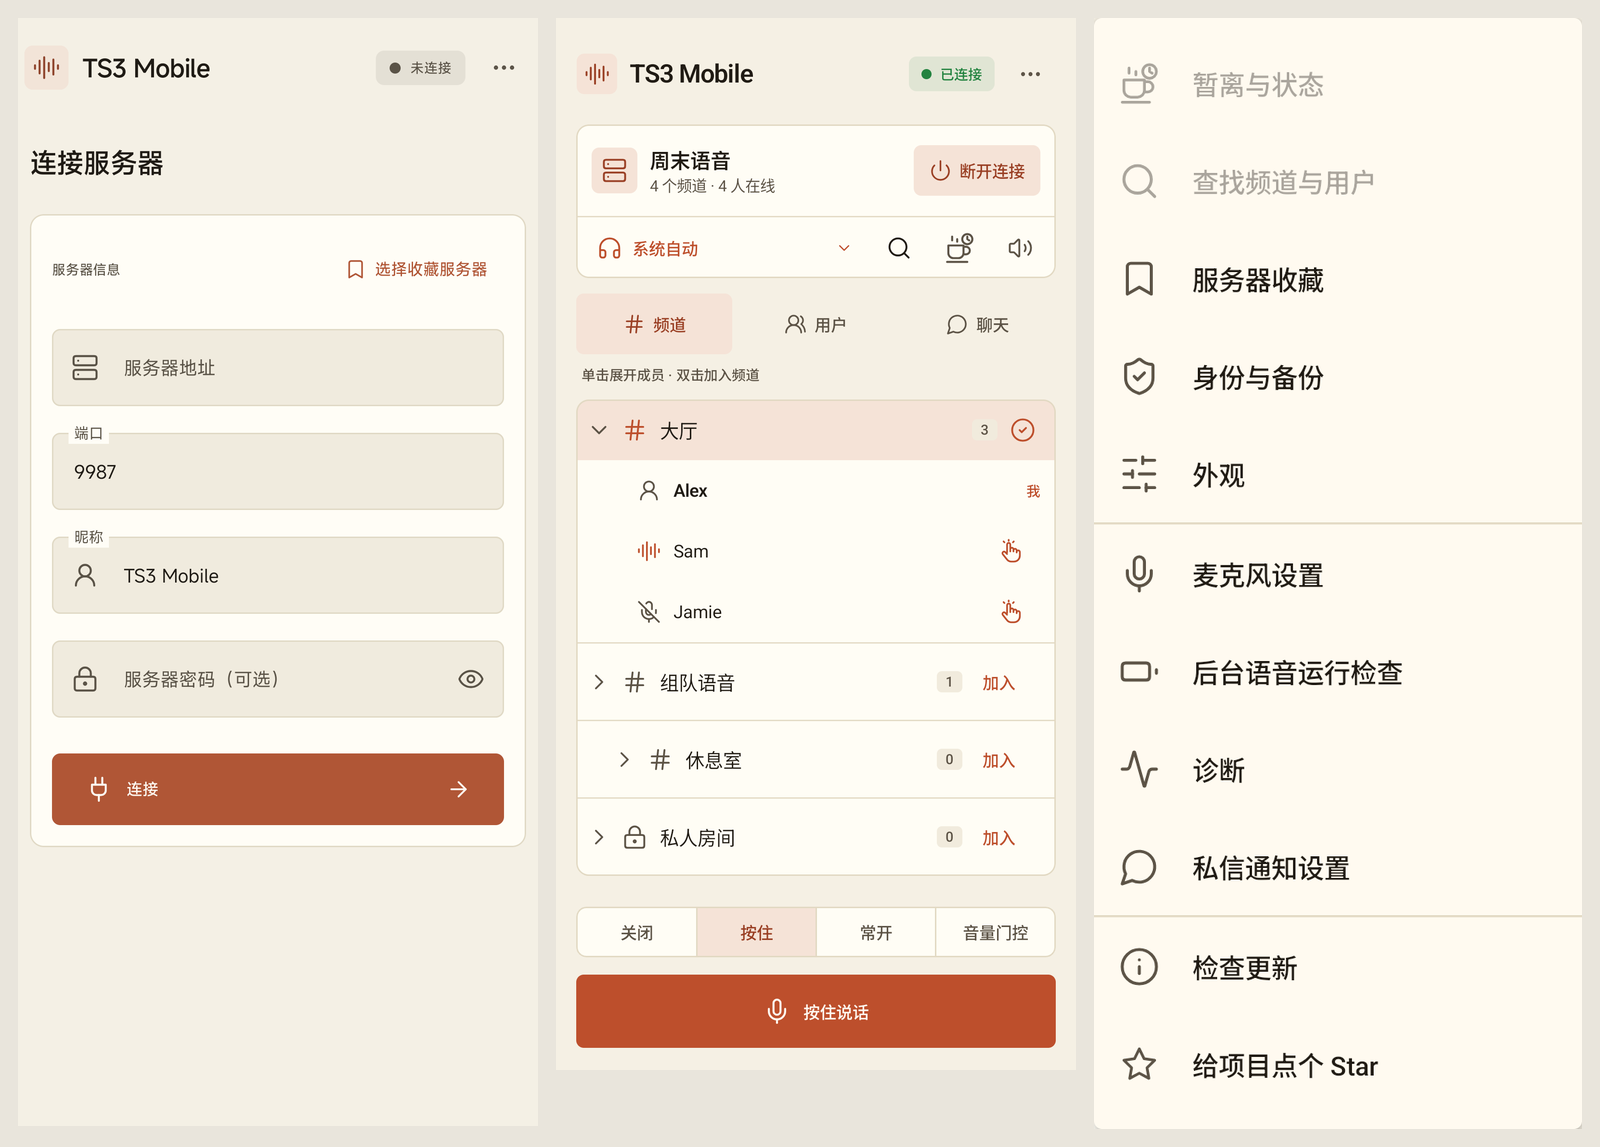 TS3 Mobile
未连接
连接服务器
服务器信息
选择收藏服务器
服务器地址
端口
9987
昵称
TS3 Mobile
服务器密码（可选）
连接
TS3 Mobile
已连接
周末语音
4 个频道 · 4 人在线
断开连接
系统自动
频道
用户
聊天
单击展开成员 · 双击加入频道
大厅
3
Alex
我
Sam
Jamie
组队语音
1
加入
休息室
0
加入
私人房间
0
加入
关闭
按住
常开
音量门控
按住说话
暂离与状态
查找频道与用户
服务器收藏
身份与备份
外观
麦克风设置
后台语音运行检查
诊断
私信通知设置
检查更新
给项目点个 Star